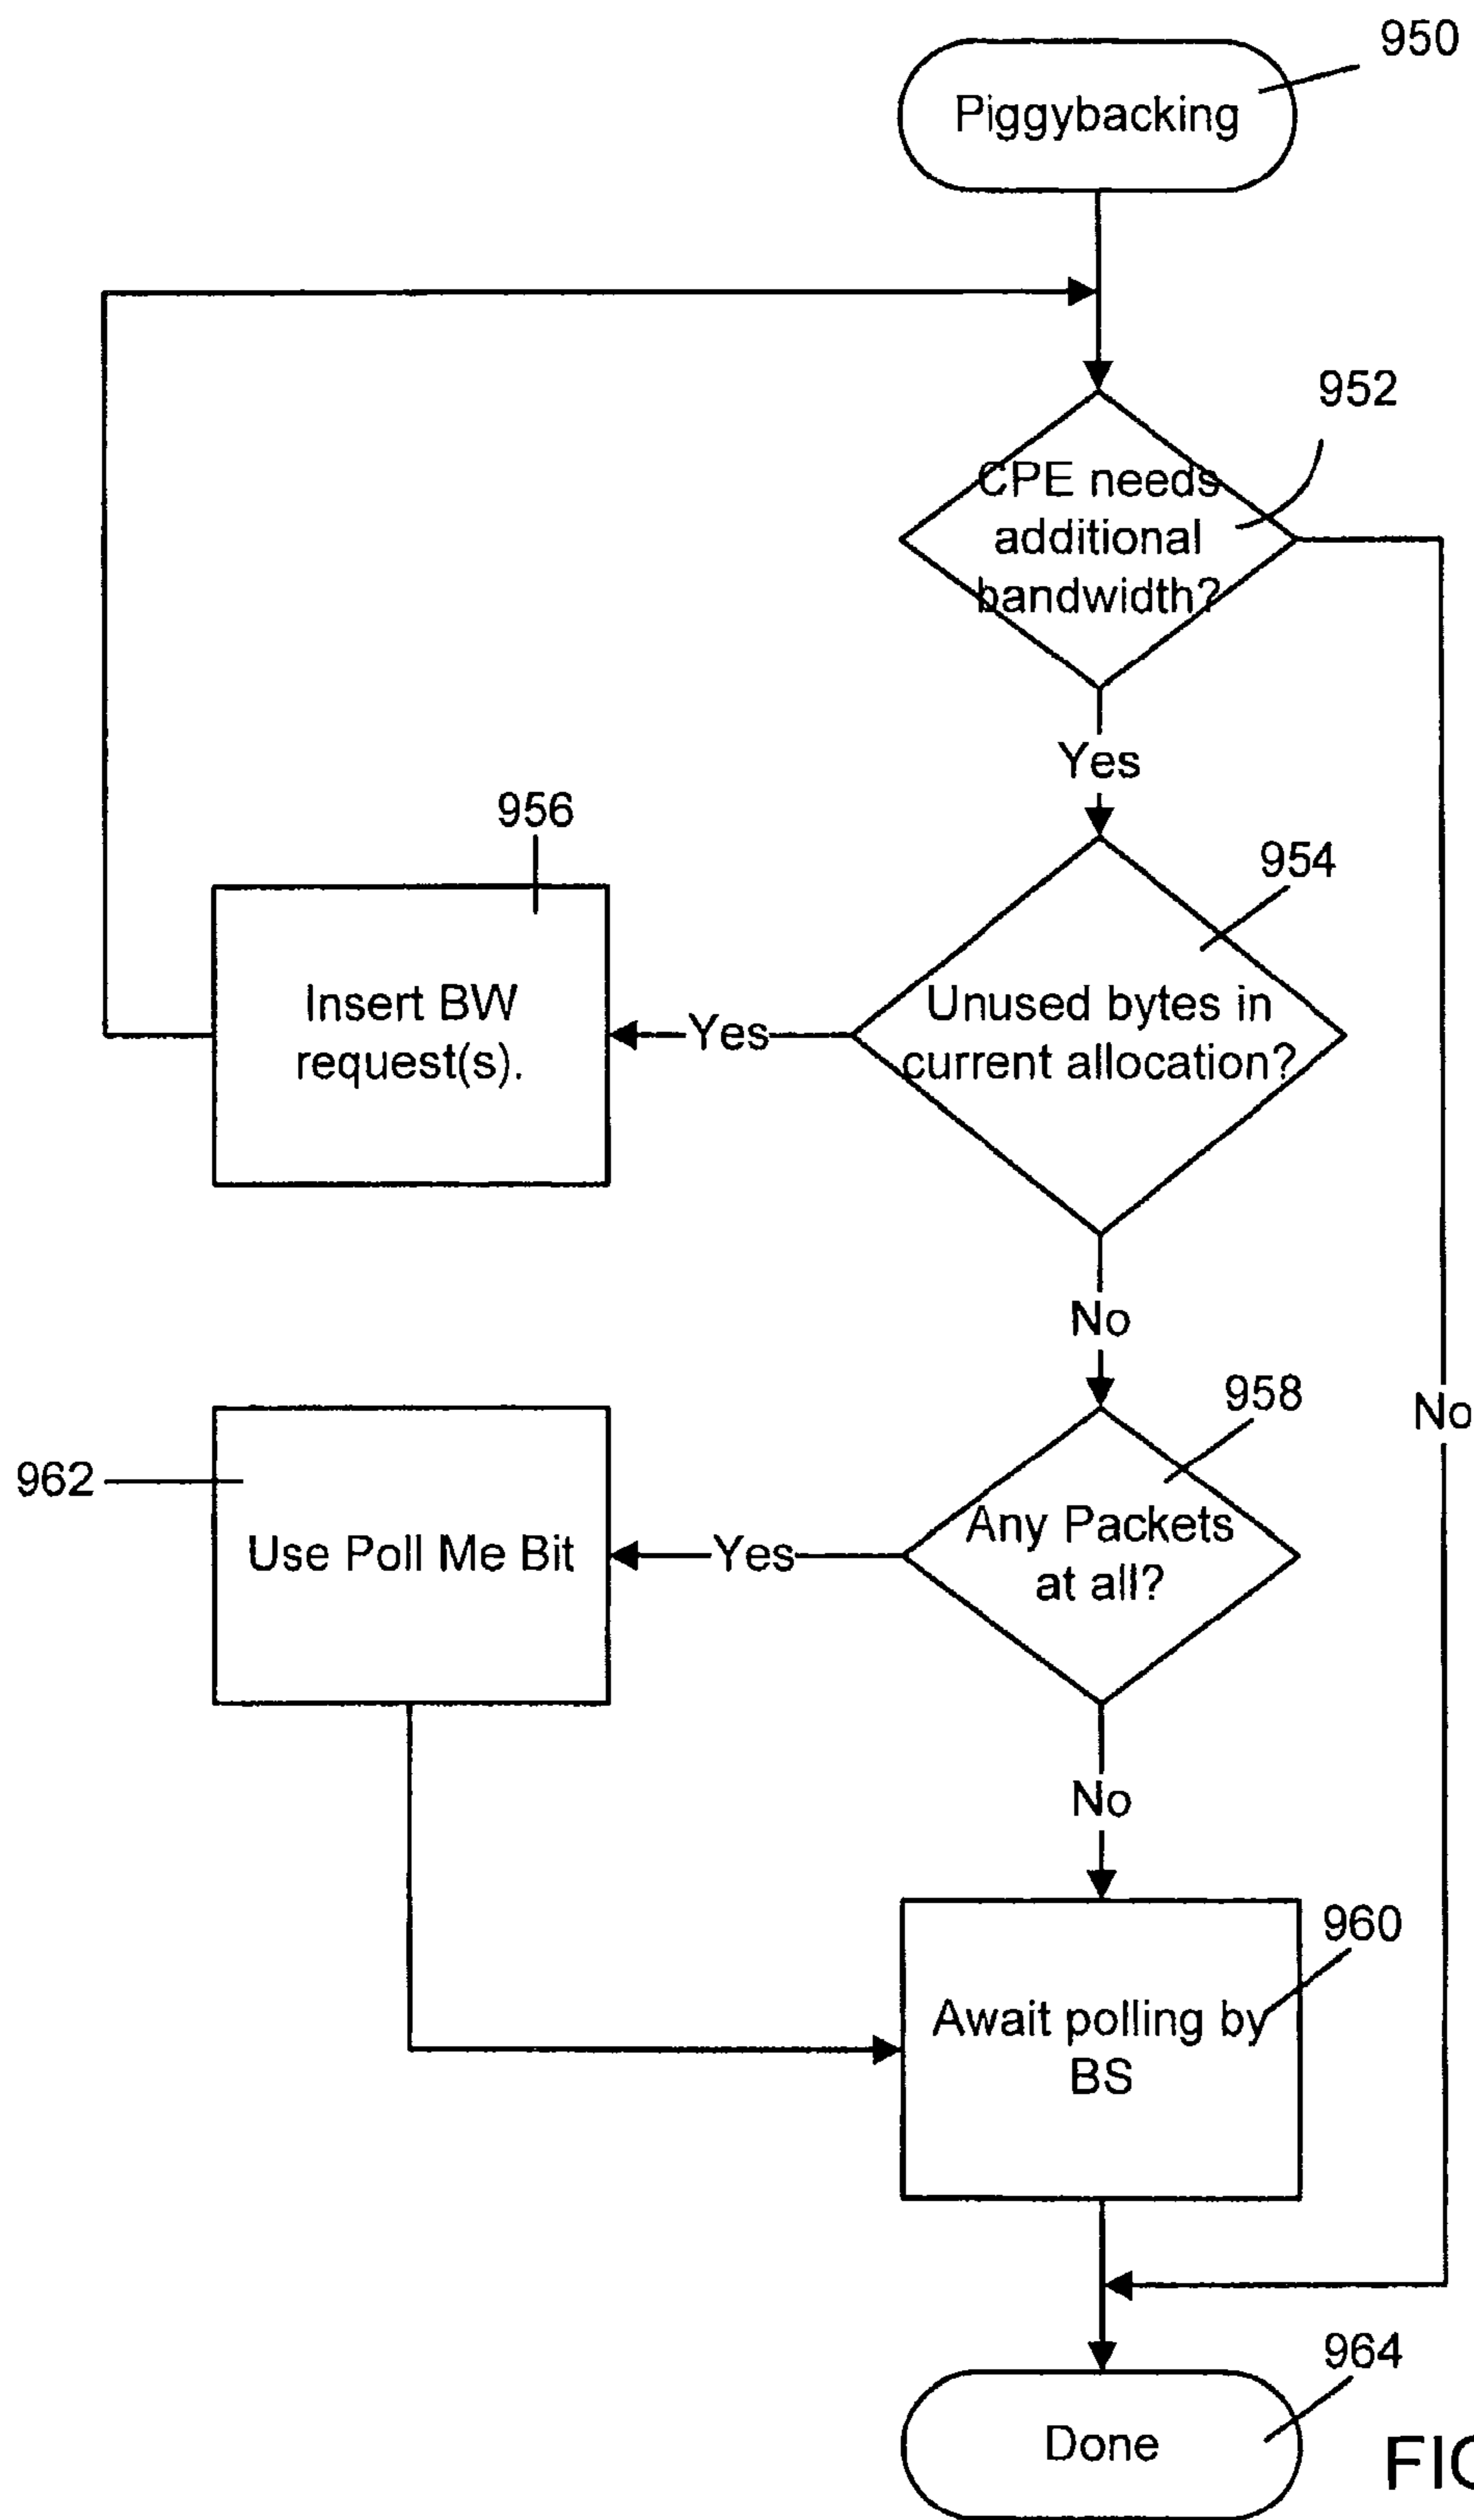 950
Piggybacking
952
CPE needs
additional
bandwidth?
Yes
956
954
Insert BW
request(s).
Yes
Unused bytes in
current allocation?
No
958
No
962
Use Poll Me Bit
Yes
Any Packets
at all?
No
960
Await polling by
BS
964
Done